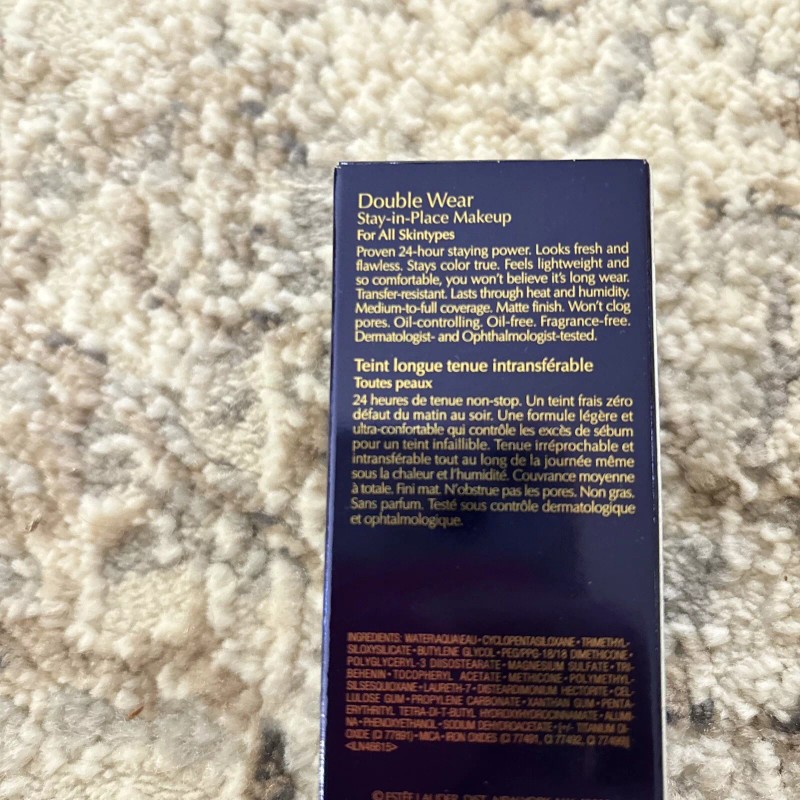 Double Wear
Stay-in-Place Makeup
For All Skintypes
Proven 24-hour staying power. Looks fresh and
flawless. Stays color true. Feels lightweight and
so comfortable, you won't believe it's long wear.
Transfer-resistant. Lasts through heat and humidity.
Medium-to-full coverage. Matte finish. Won't clog
pores. Oil-controlling. Oil-free. Fragrance-free.
Dermatologist- and Ophthalmologist-tested.
Teint longue tenue intransférable
Toutes peaux
24 heures de tenue non-stop. Un teint frais zéro
défaut du matin au soir. Une formule légère et
ultra-confortable qui contrôle les excès de sébum
pour un teint infaillible. Tenue irréprochable et
intransférable tout au long de la journée même
sous la chaleur et l'humidité. Couvrance moyenne
à totale. Fini mat. N'obstrue pas les pores. Non gras.
Sans parfum. Testé sous contrôle dermatologique
et ophtalmologique.
INGREDIENTS: WATER\AQUA\EAU • CYCLOPENTASILOXANE • TRIMETHYL-
SILOXYSILICATE • BUTYLENE GLYCOL • PEG/PPG-18/18 DIMETHICONE •
POLYGLYCERYL-3 DIISOSTEARATE • MAGNESIUM SULFATE • TRI-
BEHENIN • TOCOPHERYL ACETATE • METHICONE • POLYMETHYL-
SILSESQUIOXANE • LAURETH-7 • DISTEARDIMONIUM HECTORITE • CEL-
LULOSE GUM • PROPYLENE CARBONATE • XANTHAN GUM • PENTA-
ERYTHRITYL TETRA-DI-T-BUTYL HYDROXYHYDROCINNAMATE • ALUMI-
NA • PHENOXYETHANOL • SODIUM DEHYDROACETATE • [+/- TITANIUM DI-
OXIDE (CI 77891) • MICA • IRON OXIDES (CI 77491, CI 77492, CI 77499)]
<ILN46615>
© ESTĒE LAUDER, DIST.